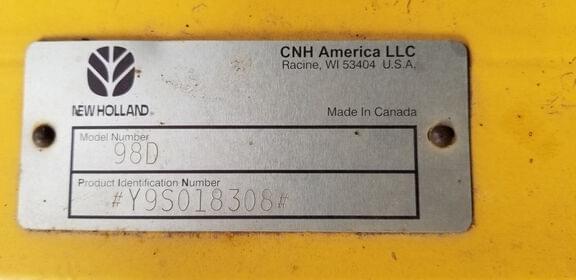 CNH America LLC
Racine, WI 53404 U.S.A.
NEW HOLLAND
Made In Canada
Model Number
98D
Product Identification Number
#Y9S018308#